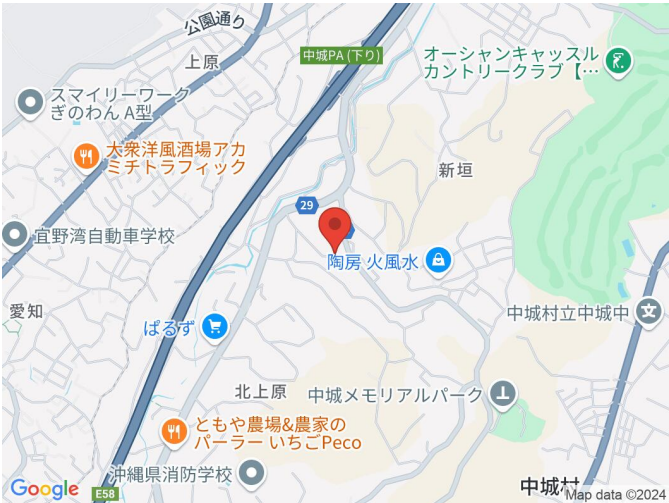 公園通り
上原
中城PA (下り)
オーシャンキャッスル
カントリークラブ【…
スマイリーワーク
ぎのわん A型
大衆洋風酒場アカ
ミチトラフィック
新垣
29
宜野湾自動車学校
陶房 火風水
愛知
ぱるず
中城村立中城中
北上原
中城メモリアルパーク
ともや農場&農家の
パーラー いちごPeco
沖縄県消防学校
中城村
Google
E58
Map data ©2024